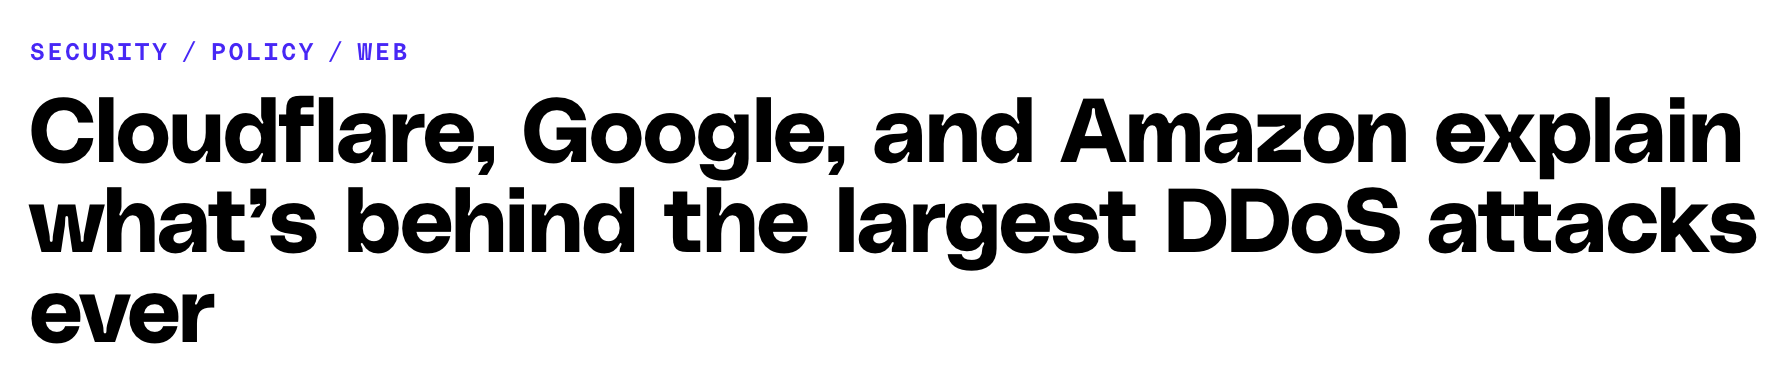 SECURITY / POLICY / WEB
Cloudflare, Google, and Amazon explain
what’s behind the largest DDoS attacks
ever